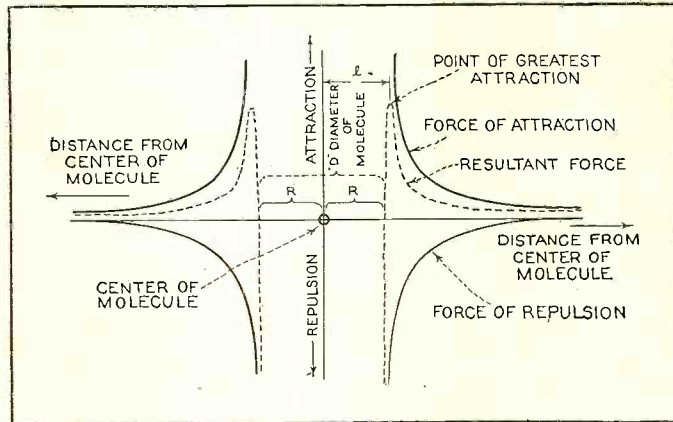 ATTRACTION
ℓ
POINT OF GREATEST
ATTRACTION
FORCE OF ATTRACTION
RESULTANT FORCE
"D" DIAMETER
OF
MOLECULE
DISTANCE FROM
CENTER OF
MOLECULE
R
R
CENTER OF
MOLECULE
REPULSION
DISTANCE FROM
CENTER OF
MOLECULE
FORCE OF REPULSION